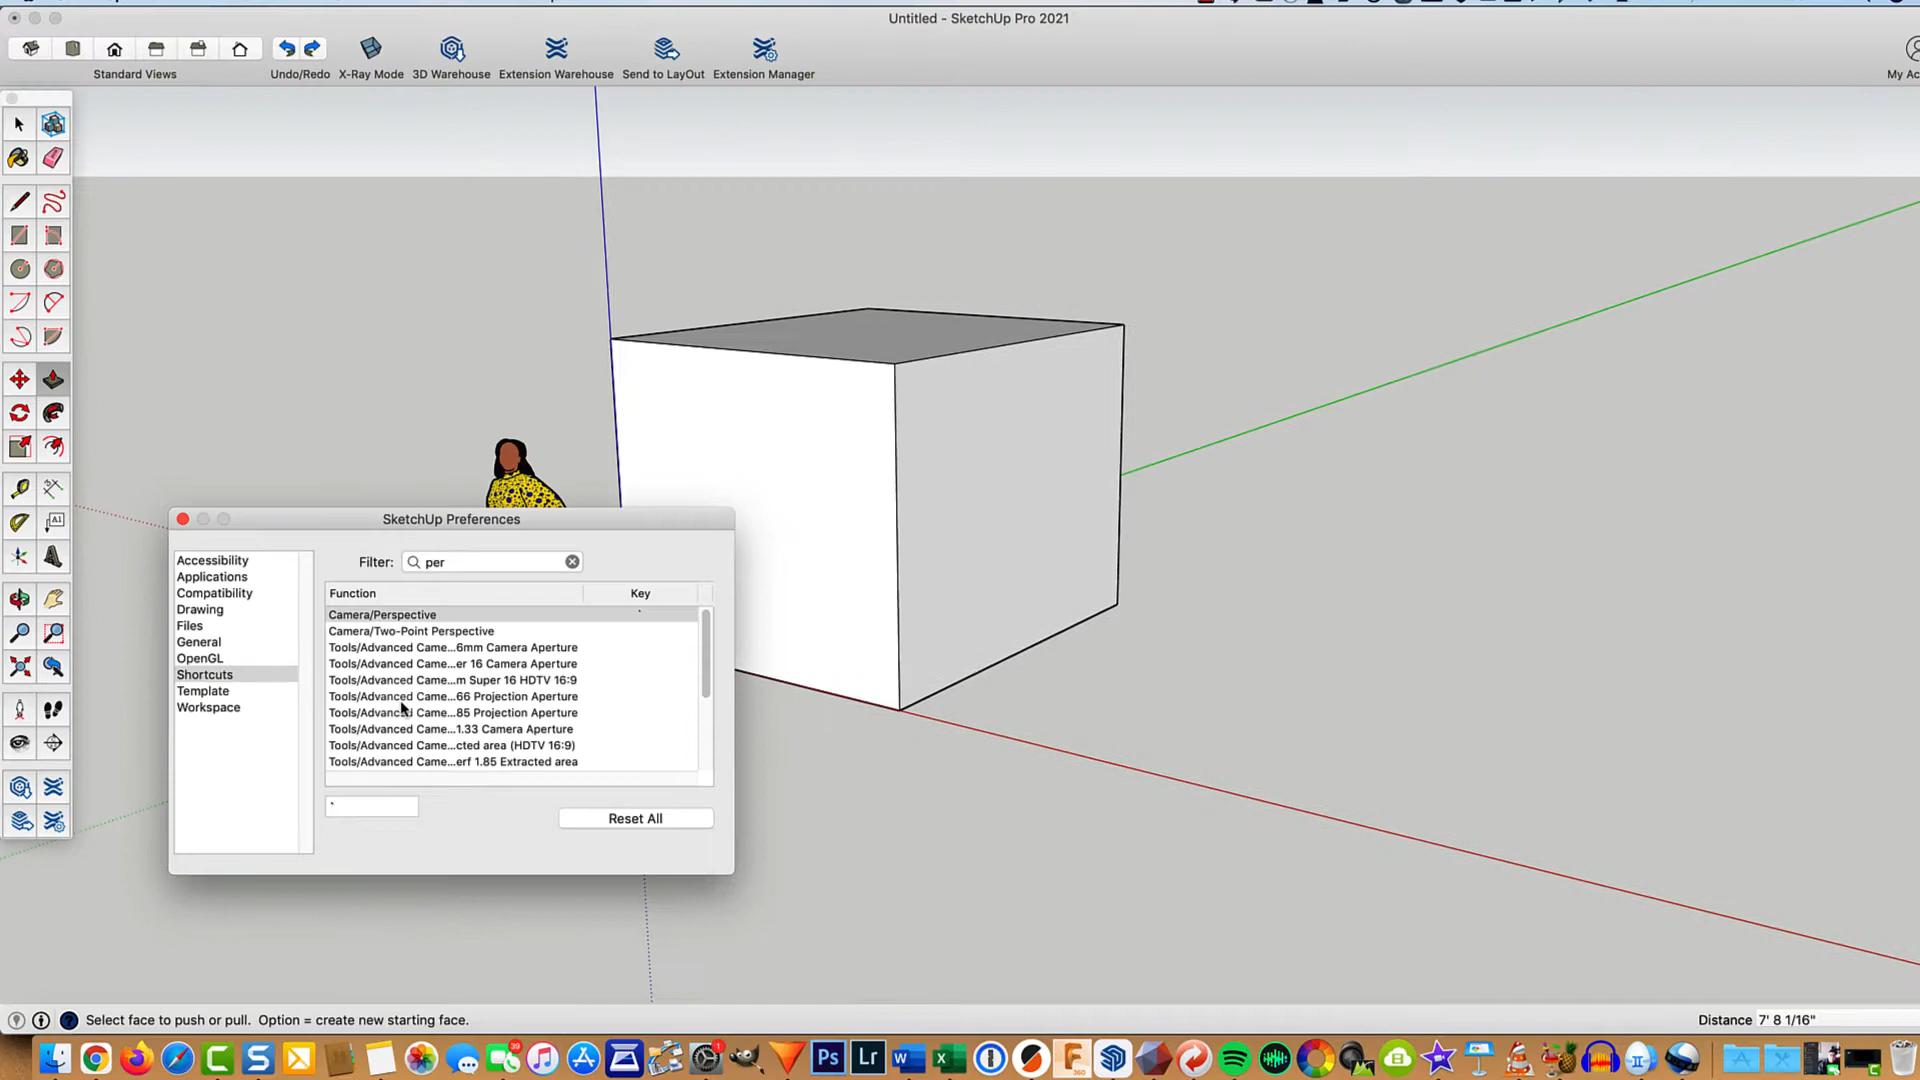 Untitled - SketchUp Pro 2021
Standard Views
Undo/Redo
X-Ray Mode
3D Warehouse
Extension Warehouse
Send to LayOut
Extension Manager
My Ac
A1
SketchUp Preferences
Accessibility
Applications
Compatibility
Drawing
Files
General
OpenGL
Shortcuts
Template
Workspace
Filter: per
Function Key
Camera/Perspective `
Camera/Two-Point Perspective
Tools/Advanced Came...6mm Camera Aperture
Tools/Advanced Came...er 16 Camera Aperture
Tools/Advanced Came...m Super 16 HDTV 16:9
Tools/Advanced Came...66 Projection Aperture
Tools/Advanced Came...85 Projection Aperture
Tools/Advanced Came...1.33 Camera Aperture
Tools/Advanced Came...cted area (HDTV 16:9)
Tools/Advanced Came...erf 1.85 Extracted area
`
Reset All
Select face to push or pull. Option = create new starting face.
Distance 7' 8 1/16"
39
1
Ps
Lr
W
X
F
360